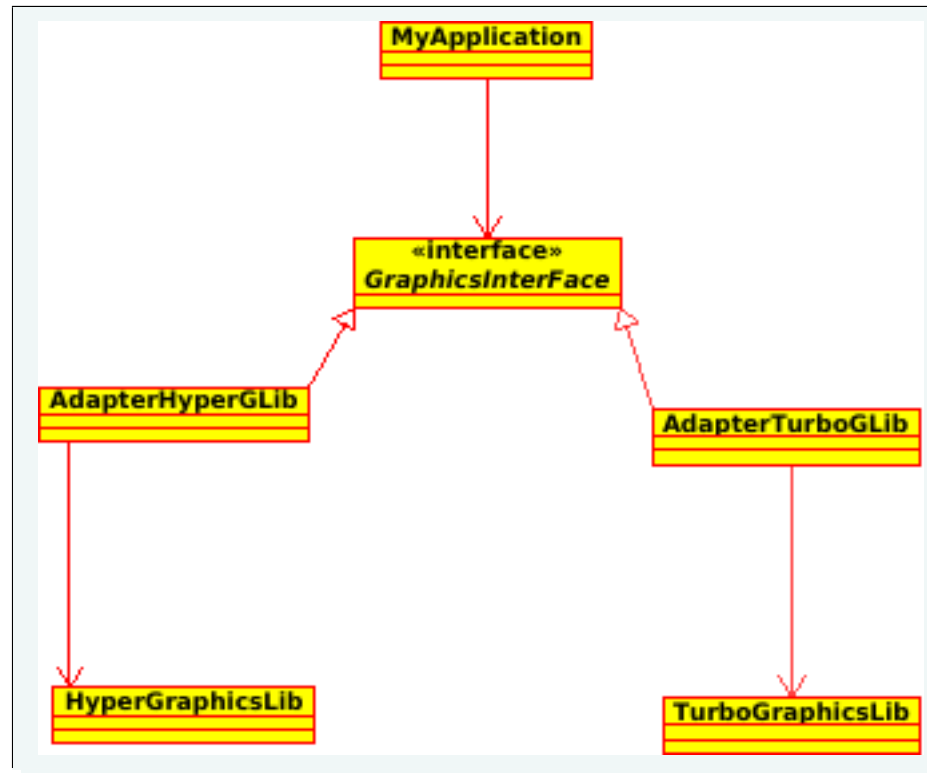 MyApplication
«interface»
GraphicsInterFace
AdapterHyperGLib
AdapterTurboGLib
HyperGraphicsLib
TurboGraphicsLib